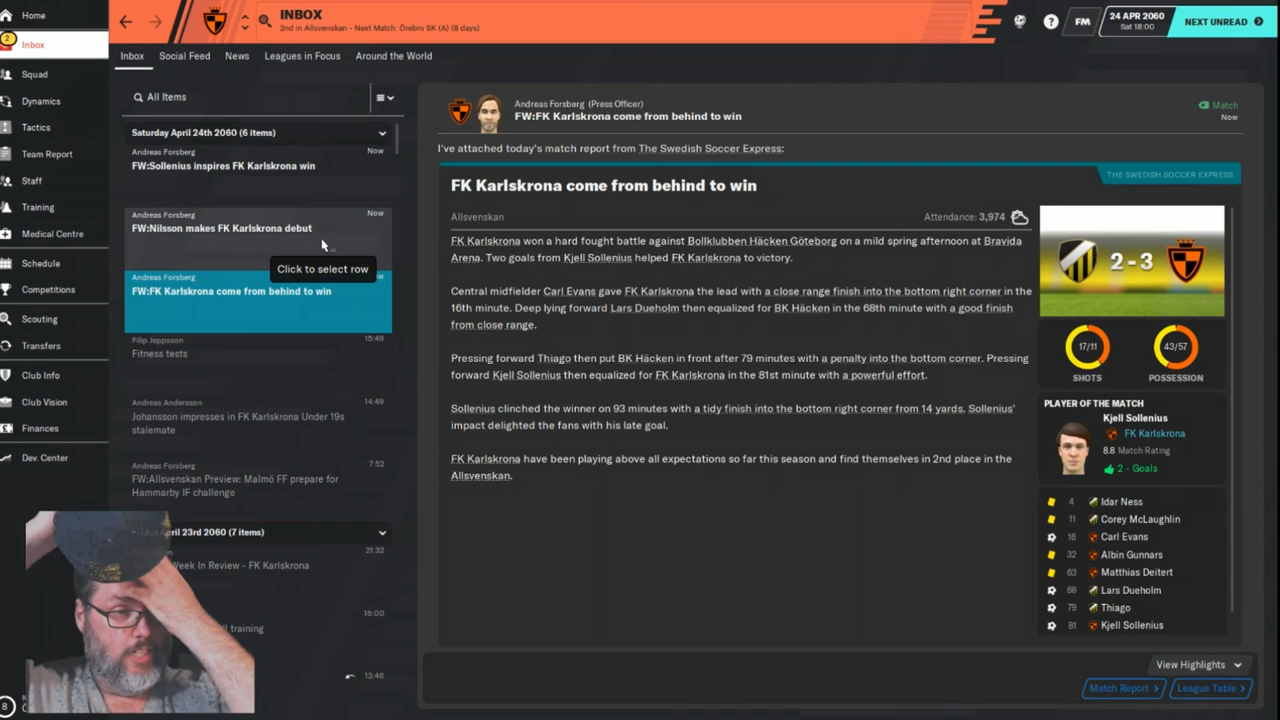 Home
2
Inbox
Squad
Dynamics
Tactics
Team Report
Staff
Training
Medical Centre
Schedule
Competitions
Scouting
Transfers
Club Info
Club Vision
Finances
Dev. Center
8
INBOX
2nd in Allsvenskan - Next Match: Örebro SK (A) (8 days)
?
FM
24 APR 2060
Sat 18:00
NEXT UNREAD
Inbox
Social Feed
News
Leagues in Focus
Around the World
All Items
Saturday April 24th 2060 (6 items)
Andreas Forsberg
Now
FW:Sollenius inspires FK Karlskrona win
Andreas Forsberg
Now
FW:Nilsson makes FK Karlskrona debut
Click to select row
Andreas Forsberg
FW:FK Karlskrona come from behind to win
Filip Jeppson
15:49
Fitness tests
Andreas Andersson
14:49
Johansson impresses in FK Karlskrona Under 19s
stalemate
Andreas Forsberg
7:52
FW:Allsvenskan Preview: Malmö FF prepare for
Hammarby IF challenge
April 23rd 2060 (7 items)
21:32
Week In Review - FK Karlskrona
16:00
training
13:46
Andreas Forsberg (Press Officer)
FW:FK Karlskrona come from behind to win
Match
Now
I've attached today's match report from The Swedish Soccer Express:
THE SWEDISH SOCCER EXPRESS
FK Karlskrona come from behind to win
Allsvenskan
Attendance: 3,974
FK Karlskrona won a hard fought battle against Bollklubben Häcken Göteborg on a mild spring afternoon at Bravida
Arena. Two goals from Kjell Sollenius helped FK Karlskrona to victory.
Central midfielder Carl Evans gave FK Karlskrona the lead with a close range finish into the bottom right corner in the
16th minute. Deep lying forward Lars Dueholm then equalized for BK Häcken in the 68th minute with a good finish
from close range.
Pressing forward Thiago then put BK Häcken in front after 79 minutes with a penalty into the bottom corner. Pressing
forward Kjell Sollenius then equalized for FK Karlskrona in the 81st minute with a powerful effort.
Sollenius clinched the winner on 93 minutes with a tidy finish into the bottom right corner from 14 yards. Sollenius'
impact delighted the fans with his late goal.
FK Karlskrona have been playing above all expectations so far this season and find themselves in 2nd place in the
Allsvenskan.
2 - 3
17/11
SHOTS
43/57
POSSESSION
PLAYER OF THE MATCH
Kjell Sollenius
FK Karlskrona
8.8 Match Rating
2 - Goals
4 Idar Ness
11 Corey McLaughlin
16 Carl Evans
32 Albin Gunnars
63 Matthias Deitert
68 Lars Dueholm
79 Thiago
81 Kjell Sollenius
View Highlights
Match Report
League Table